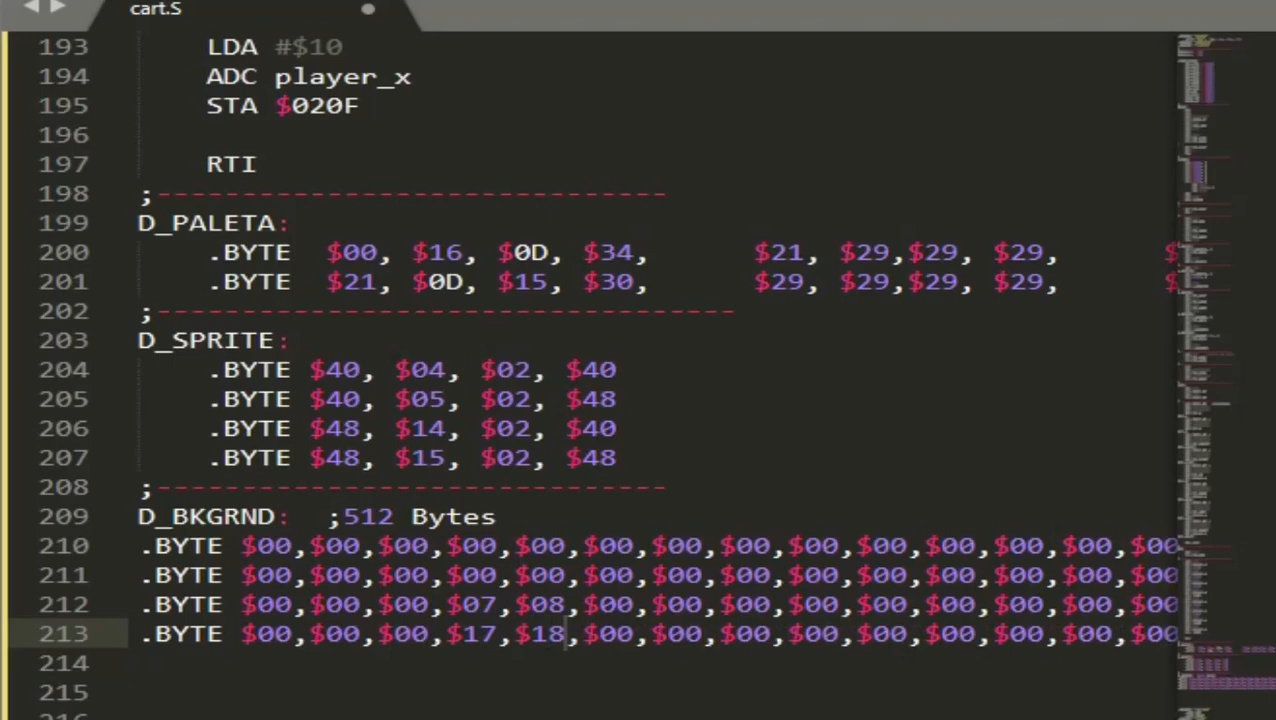 cart.S
193 LDA #$10
194 ADC player_x
195 STA $020F
196
197 RTI
198 ;------------------------------
199 D_PALETA:
200 .BYTE $00, $16, $0D, $34, $21, $29,$29, $29, $
201 .BYTE $21, $0D, $15, $30, $29, $29,$29, $29, $
202 ;----------------------------------
203 D_SPRITE:
204 .BYTE $40, $04, $02, $40
205 .BYTE $40, $05, $02, $48
206 .BYTE $48, $14, $02, $40
207 .BYTE $48, $15, $02, $48
208 ;------------------------------
209 D_BKGRND: ;512 Bytes
210 .BYTE $00,$00,$00,$00,$00,$00,$00,$00,$00,$00,$00,$00,$00,$00
211 .BYTE $00,$00,$00,$00,$00,$00,$00,$00,$00,$00,$00,$00,$00,$00
212 .BYTE $00,$00,$00,$07,$08,$00,$00,$00,$00,$00,$00,$00,$00,$00
213 .BYTE $00,$00,$00,$17,$18,$00,$00,$00,$00,$00,$00,$00,$00,$00
214
215
216